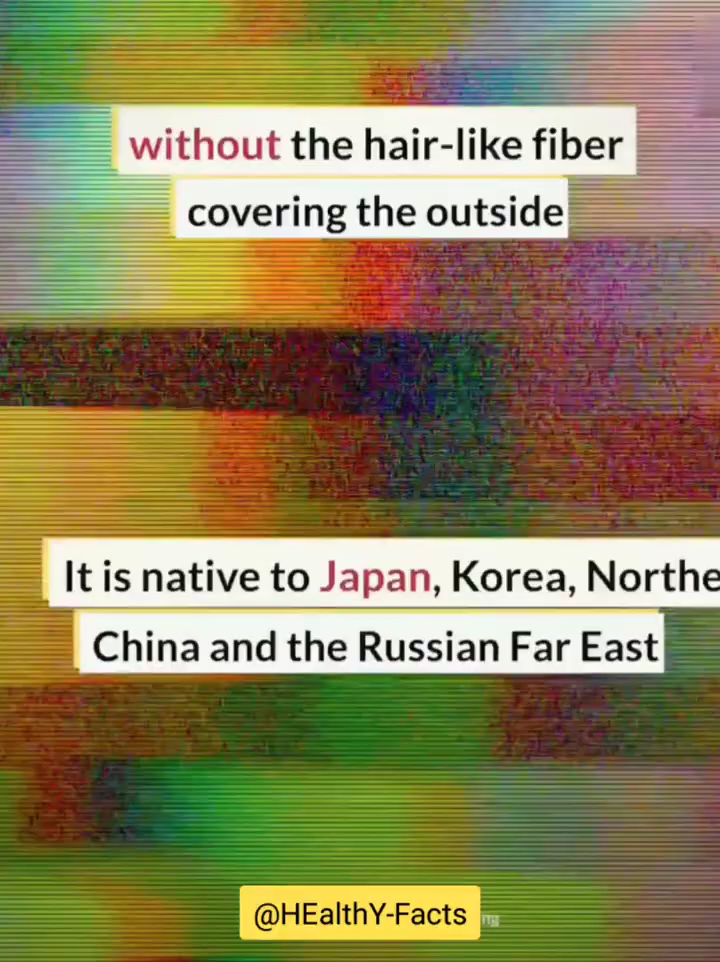 without the hair-like fiber
covering the outside
It is native to Japan, Korea, Northe
China and the Russian Far East
@HEalthY-Facts